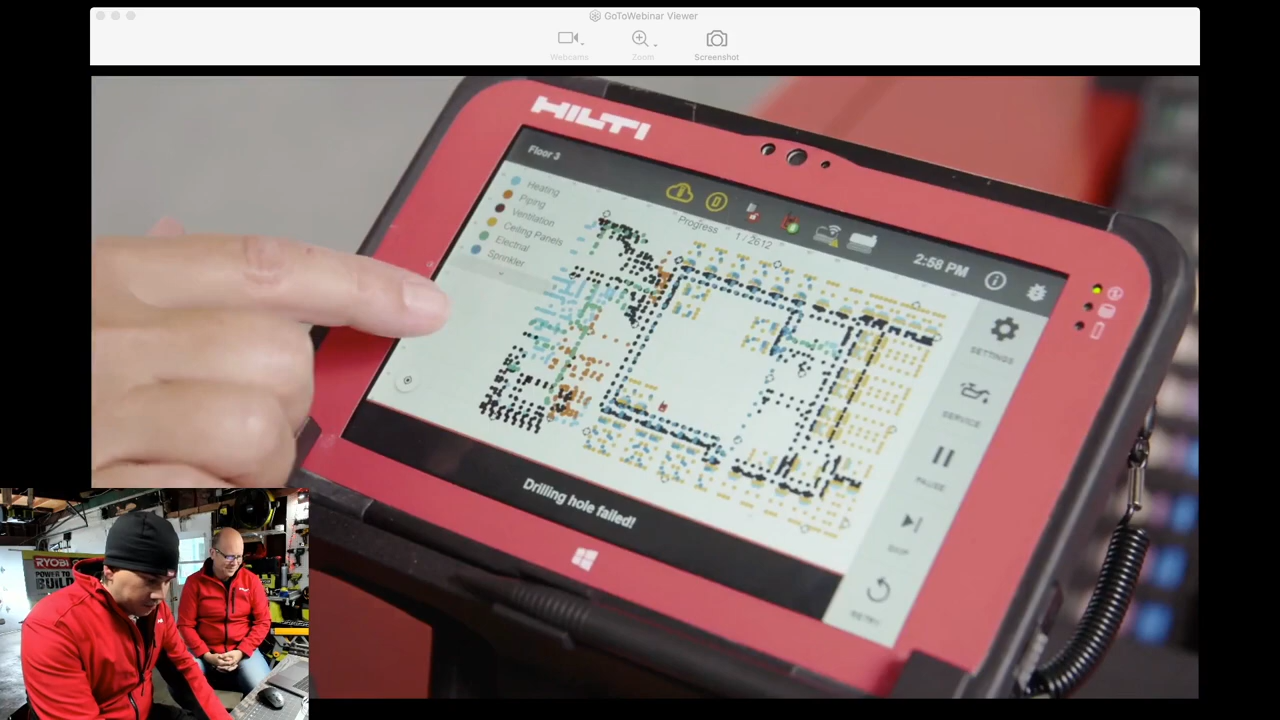 GoToWebinar Viewer
Webcams
Zoom
Screenshot
HILTI
Floor 3
2:58 PM
Heating
Piping
Ventilation
Ceiling Panels
Electrial
Sprinkler
Progress
1 / 2612
SETTINGS
SERVICE
PAUSE
SKIP
RETRY
Drilling hole failed!
RYOBI
POWER TO
BUILD